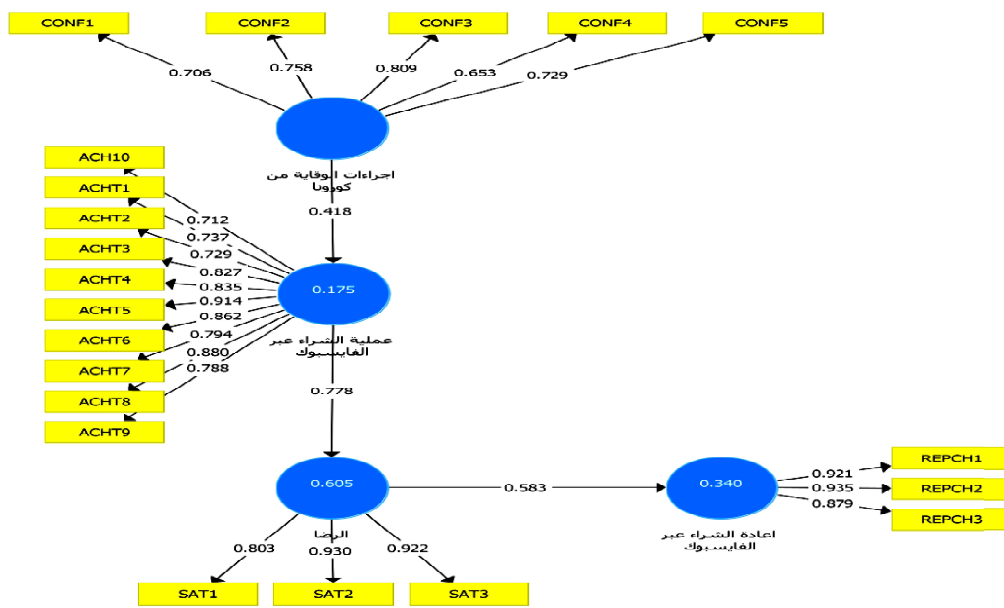 CONF1 CONF2 CONF3 CONF4 CONF5
0.706 0.758 0.809 0.653 0.729
اجراءات الوقاية من
كورونا
0.418
ACH10
ACHT1
ACHT2
ACHT3
ACHT4
ACHT5
ACHT6
ACHT7
ACHT8
ACHT9
0.712
0.737
0.729
0.827
0.835
0.914
0.862
0.794
0.880
0.788
0.175
عملية الشراء عبر
الفايسبوك
0.778
0.605
الرضا
0.583
0.340
اعادة الشراء عبر
الفايسبوك
0.921
0.935
0.879
REPCH1
REPCH2
REPCH3
0.803 0.930 0.922
SAT1 SAT2 SAT3